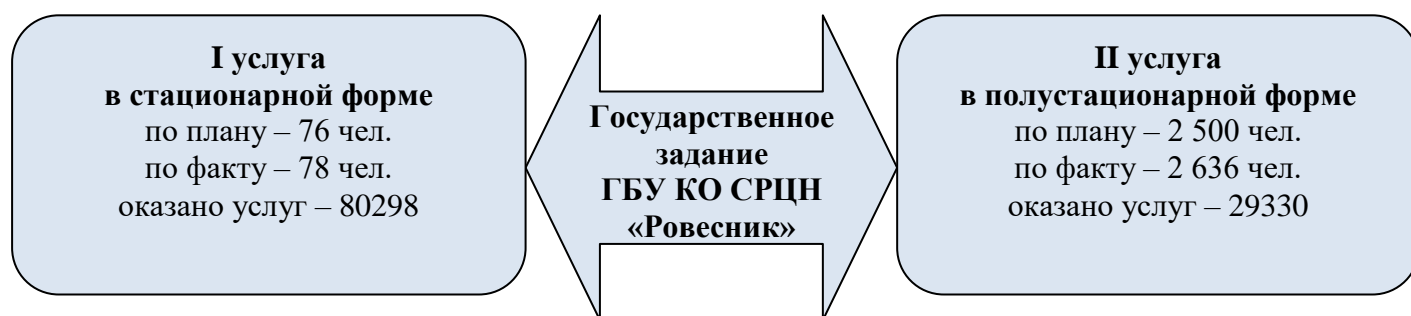 I услуга
в стационарной форме
по плану – 76 чел.
по факту – 78 чел.
оказано услуг – 80298
Государственное
задание
ГБУ КО СРЦН
«Ровесник»
II услуга
в полустационарной форме
по плану – 2 500 чел.
по факту – 2 636 чел.
оказано услуг – 29330